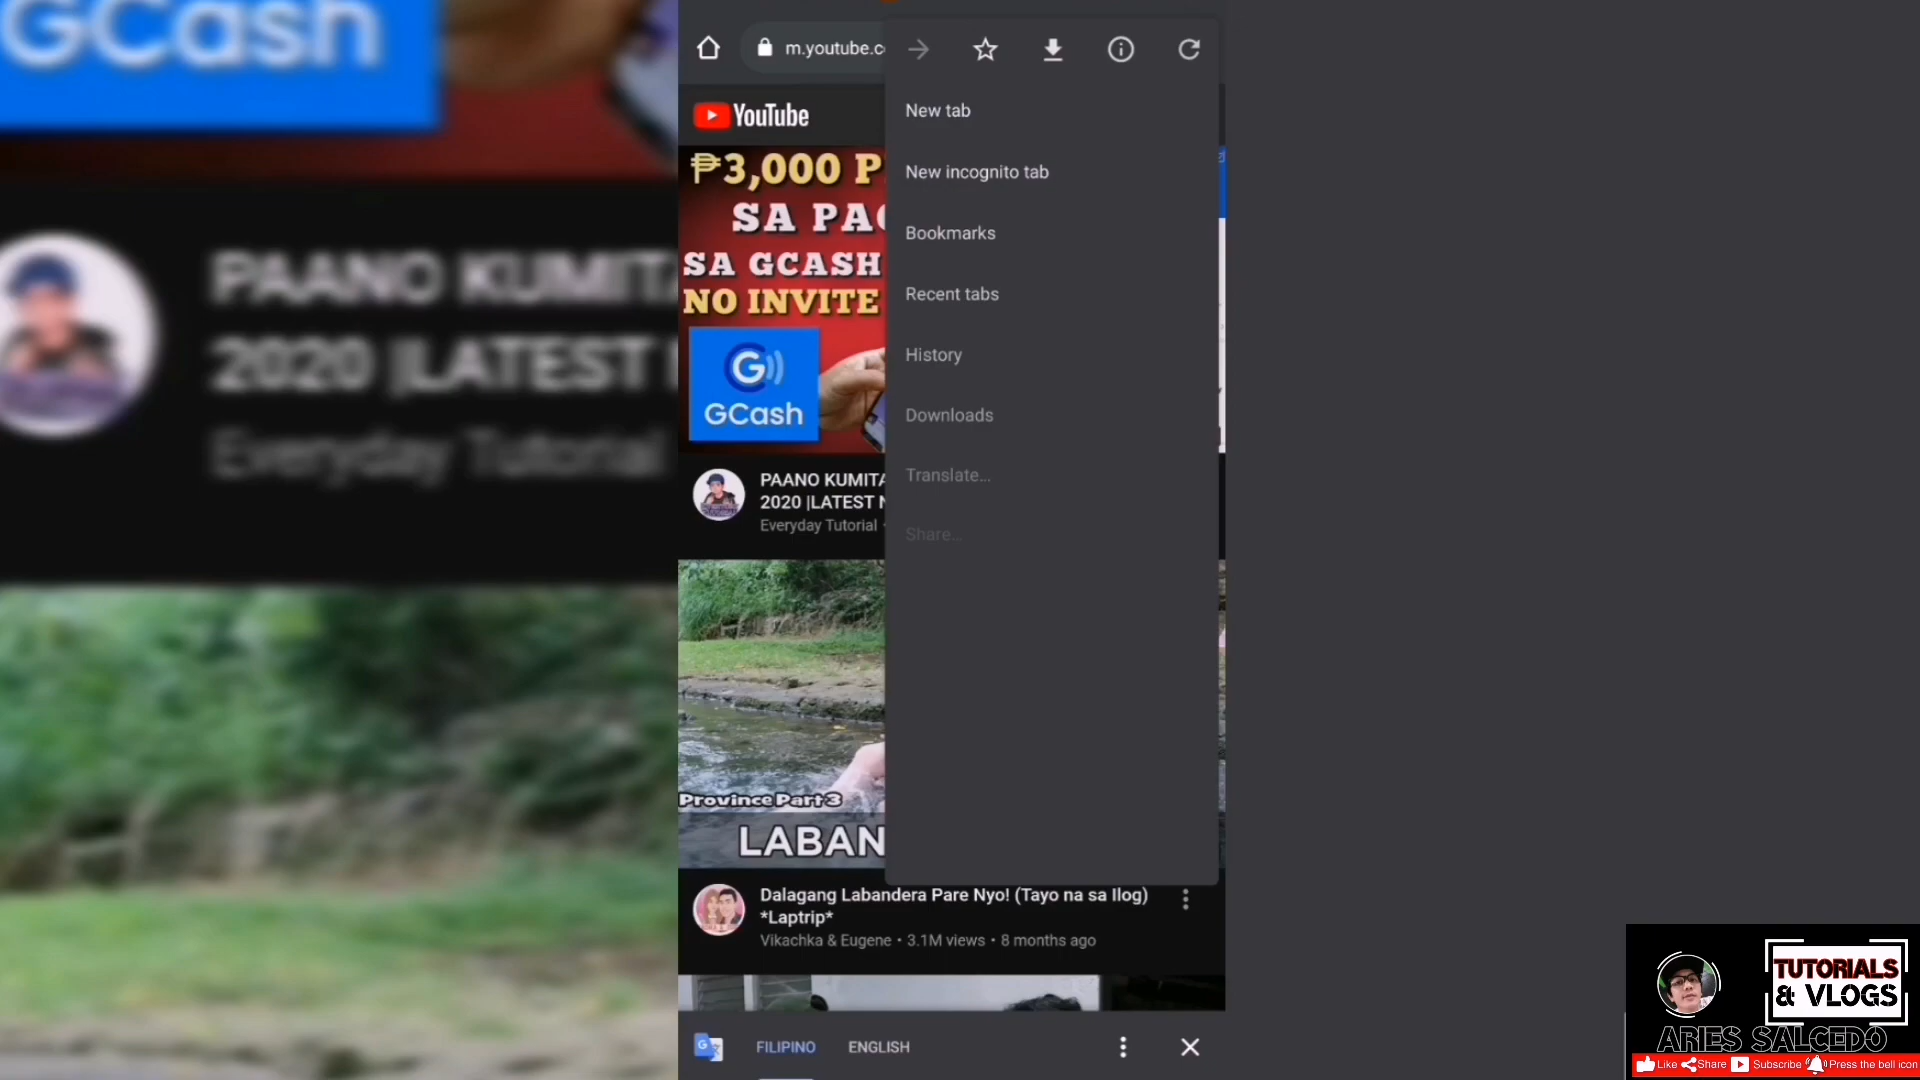 GCash
PAANO KUMITA
2020 |LATEST
Everyday Tutorial
m.youtube.c
YouTube
₱3,000 P
SA PAG
SA GCASH
NO INVITE
G
GCash
PAANO KUMITA
2020 |LATEST N
Everyday Tutorial •
New tab
New incognito tab
Bookmarks
Recent tabs
History
Downloads
Translate...
Share...
Province Part 3
LABAN
Dalagang Labandera Pare Nyo! (Tayo na sa Ilog)
*Laptrip*
Vikachka & Eugene • 3.1M views • 8 months ago
FILIPINO ENGLISH
TUTORIALS
& VLOGS
ARIES SALCEDO
Like Share Subscribe Press the bell icon